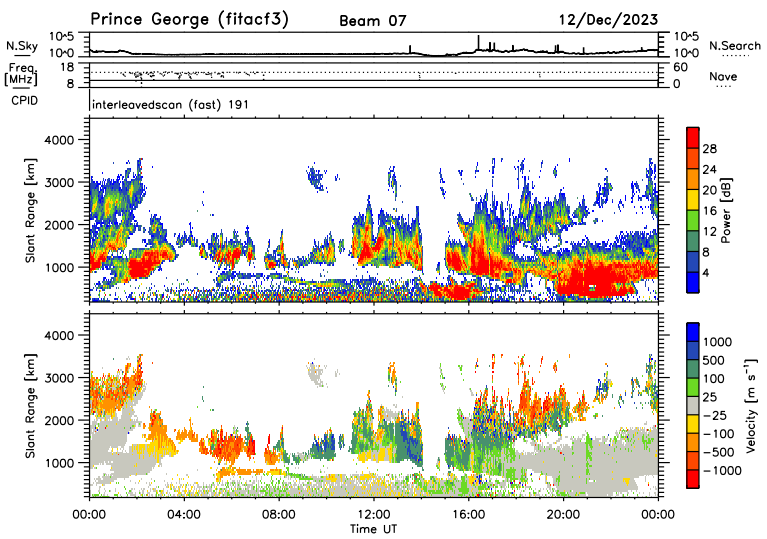 Prince George (fitacf3) Beam 07 12/Dec/2023
N.Sky 10^5 10^5 N.Search
10^0 10^0
Freq. 18 60
[MHz] 8 0 Nave
CPID interleavedscan (fast) 191
Slant Range [km] 4000 3000 2000 1000
Power [dB] 28 24 20 16 12 8 4
Slant Range [km] 4000 3000 2000 1000
Velocity [m s⁻¹] 1000 500 100 25 −25 −100 −500 −1000
00:00 04:00 08:00 12:00 16:00 20:00 00:00
Time UT